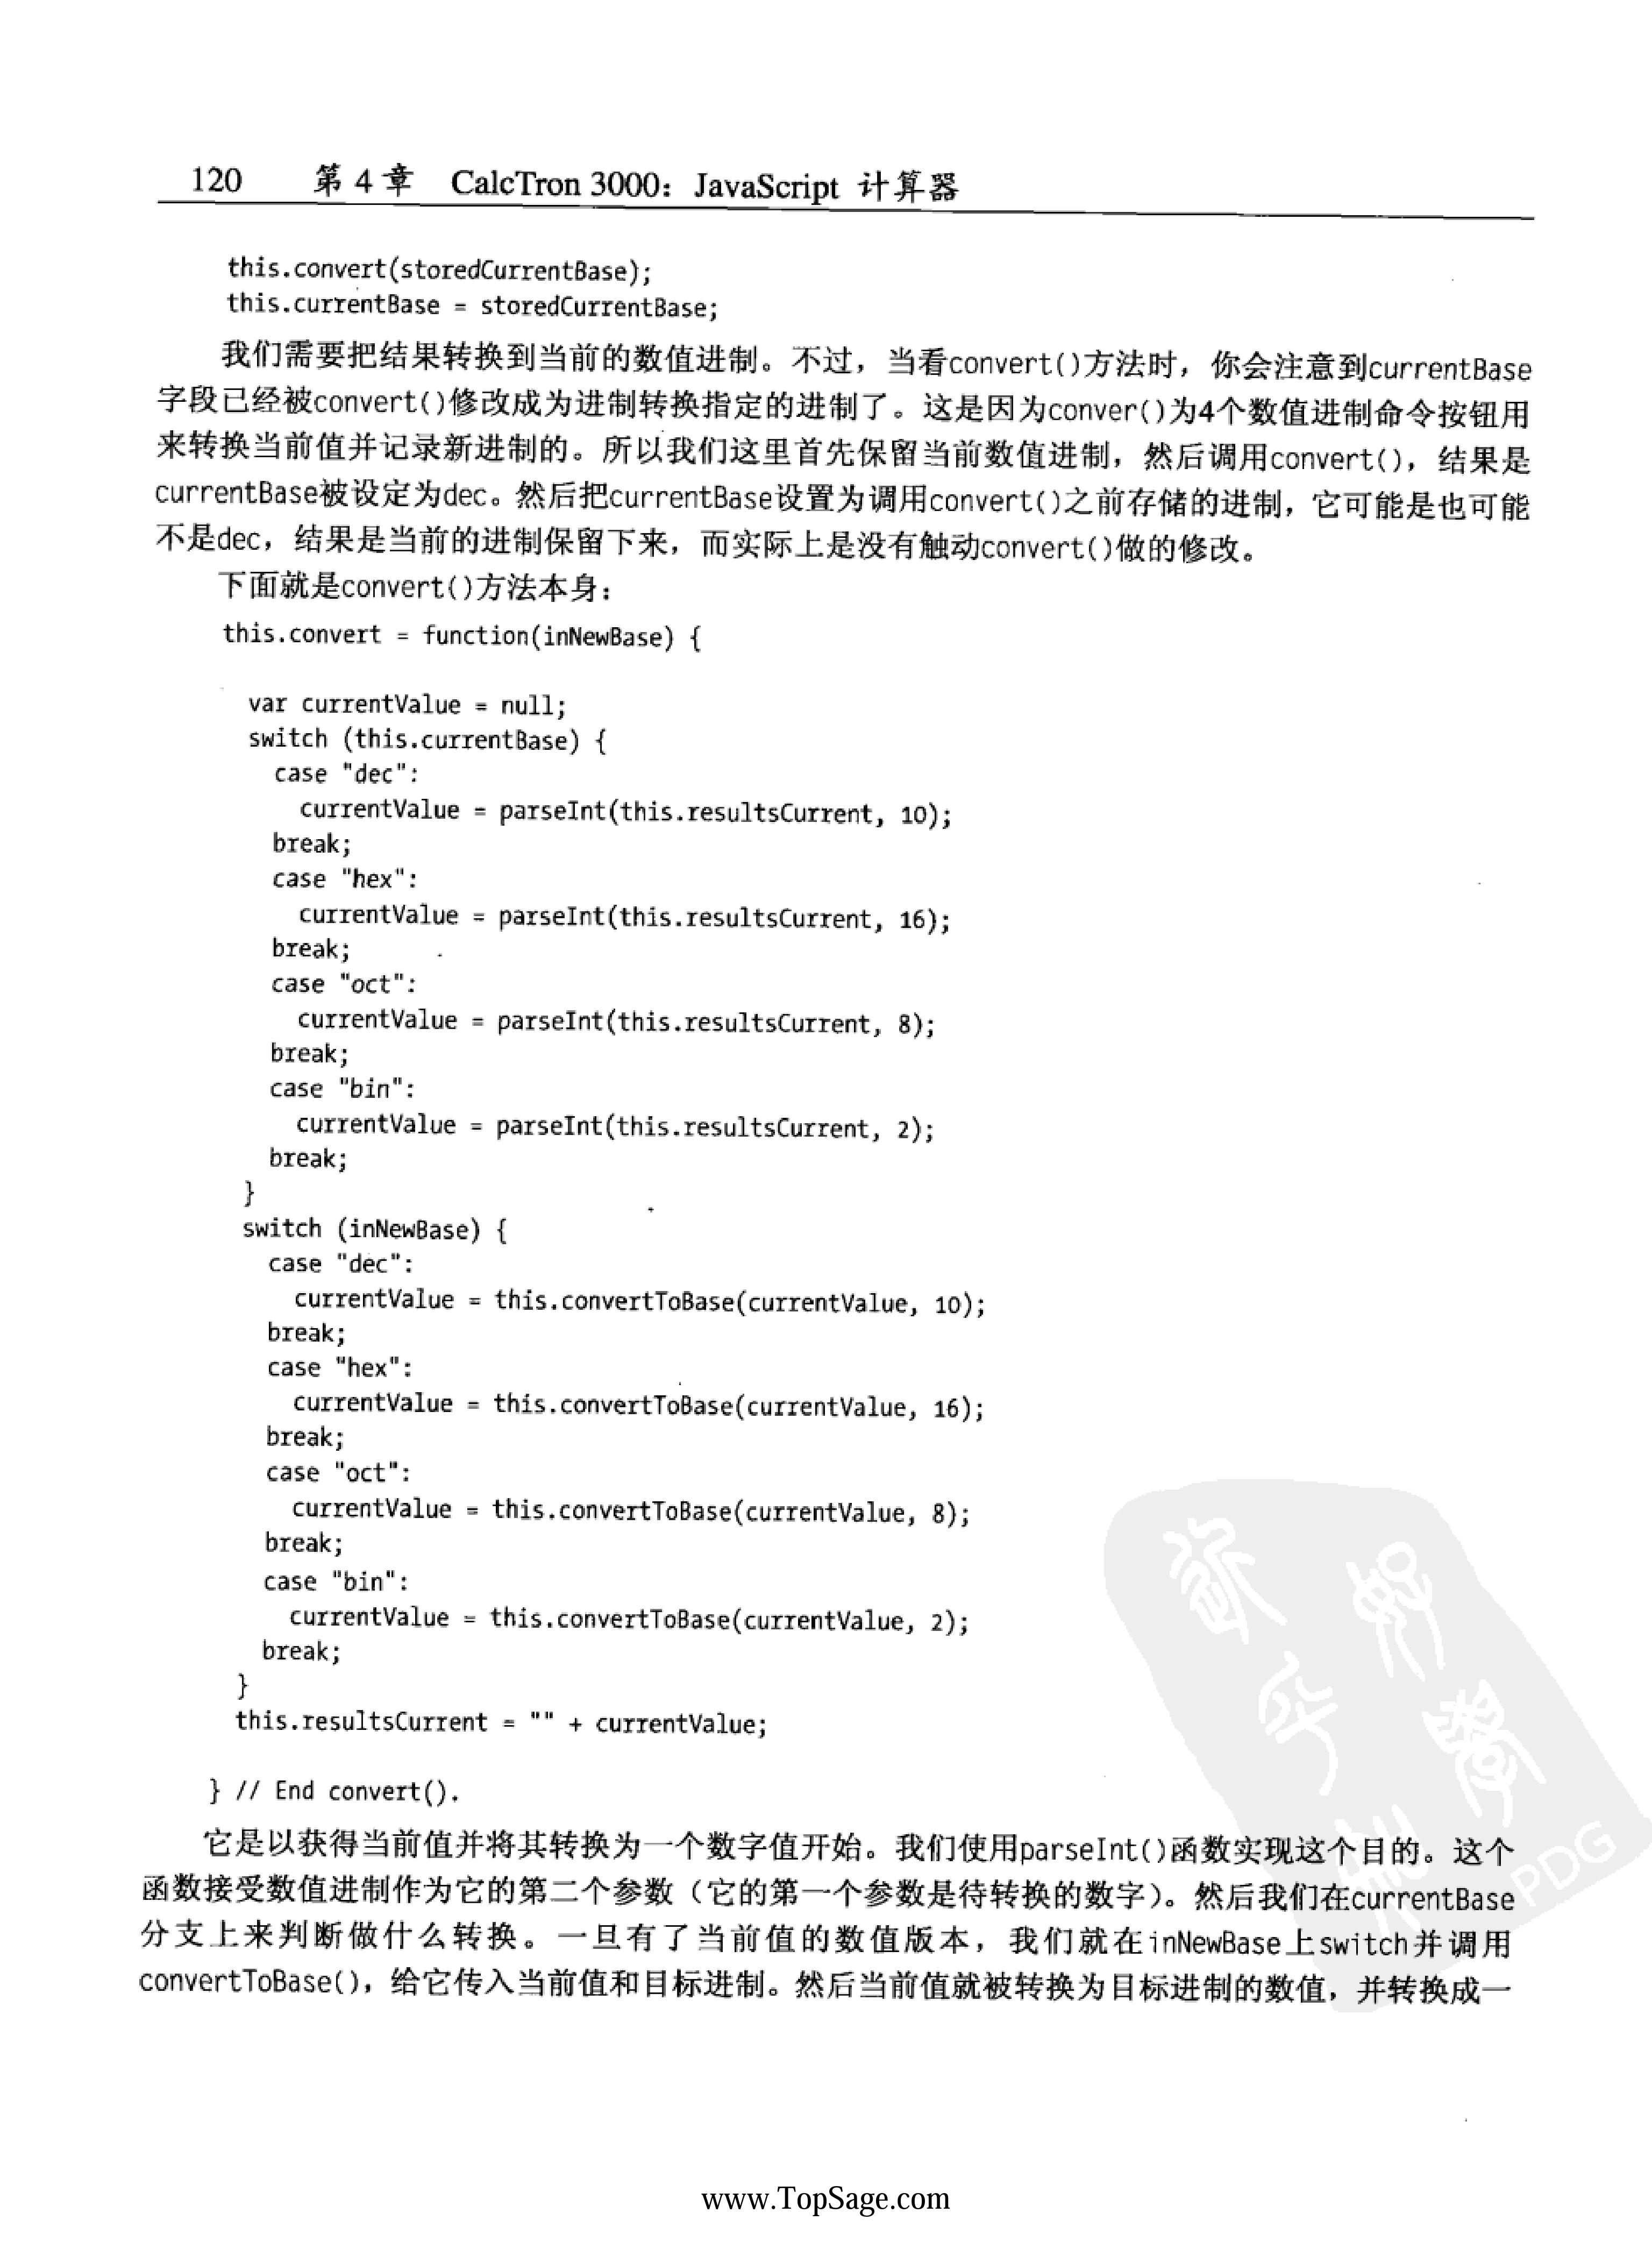 120 第 4 章 CalcTron 3000：JavaScript 计算器
this.convert(storedCurrentBase);
this.currentBase = storedCurrentBase;
我们需要把结果转换到当前的数值进制。不过，当看convert()方法时，你会注意到currentBase
字段已经被convert()修改成为进制转换指定的进制了。这是因为conver()为4个数值进制命令按钮用
来转换当前值并记录新进制的。所以我们这里首先保留当前数值进制，然后调用convert()，结果是
currentBase被设定为dec。然后把currentBase设置为调用convert()之前存储的进制，它可能是也可能
不是dec，结果是当前的进制保留下来，而实际上是没有触动convert()做的修改。
下面就是convert()方法本身：
this.convert = function(inNewBase) {
var currentValue = null;
switch (this.currentBase) {
case "dec":
currentValue = parseInt(this.resultsCurrent, 10);
break;
case "hex":
currentValue = parseInt(this.resultsCurrent, 16);
break;
case "oct":
currentValue = parseInt(this.resultsCurrent, 8);
break;
case "bin":
currentValue = parseInt(this.resultsCurrent, 2);
break;
}
switch (inNewBase) {
case "dec":
currentValue = this.convertToBase(currentValue, 10);
break;
case "hex":
currentValue = this.convertToBase(currentValue, 16);
break;
case "oct":
currentValue = this.convertToBase(currentValue, 8);
break;
case "bin":
currentValue = this.convertToBase(currentValue, 2);
break;
}
this.resultsCurrent = "" + currentValue;
} // End convert().
它是以获得当前值并将其转换为一个数字值开始。我们使用parseInt()函数实现这个目的。这个
函数接受数值进制作为它的第二个参数（它的第一个参数是待转换的数字）。然后我们在currentBase
分支上来判断做什么转换。一旦有了当前值的数值版本，我们就在inNewBase上switch并调用
convertToBase()，给它传入当前值和目标进制。然后当前值就被转换为目标进制的数值，并转换成一
PDG
www.TopSage.com